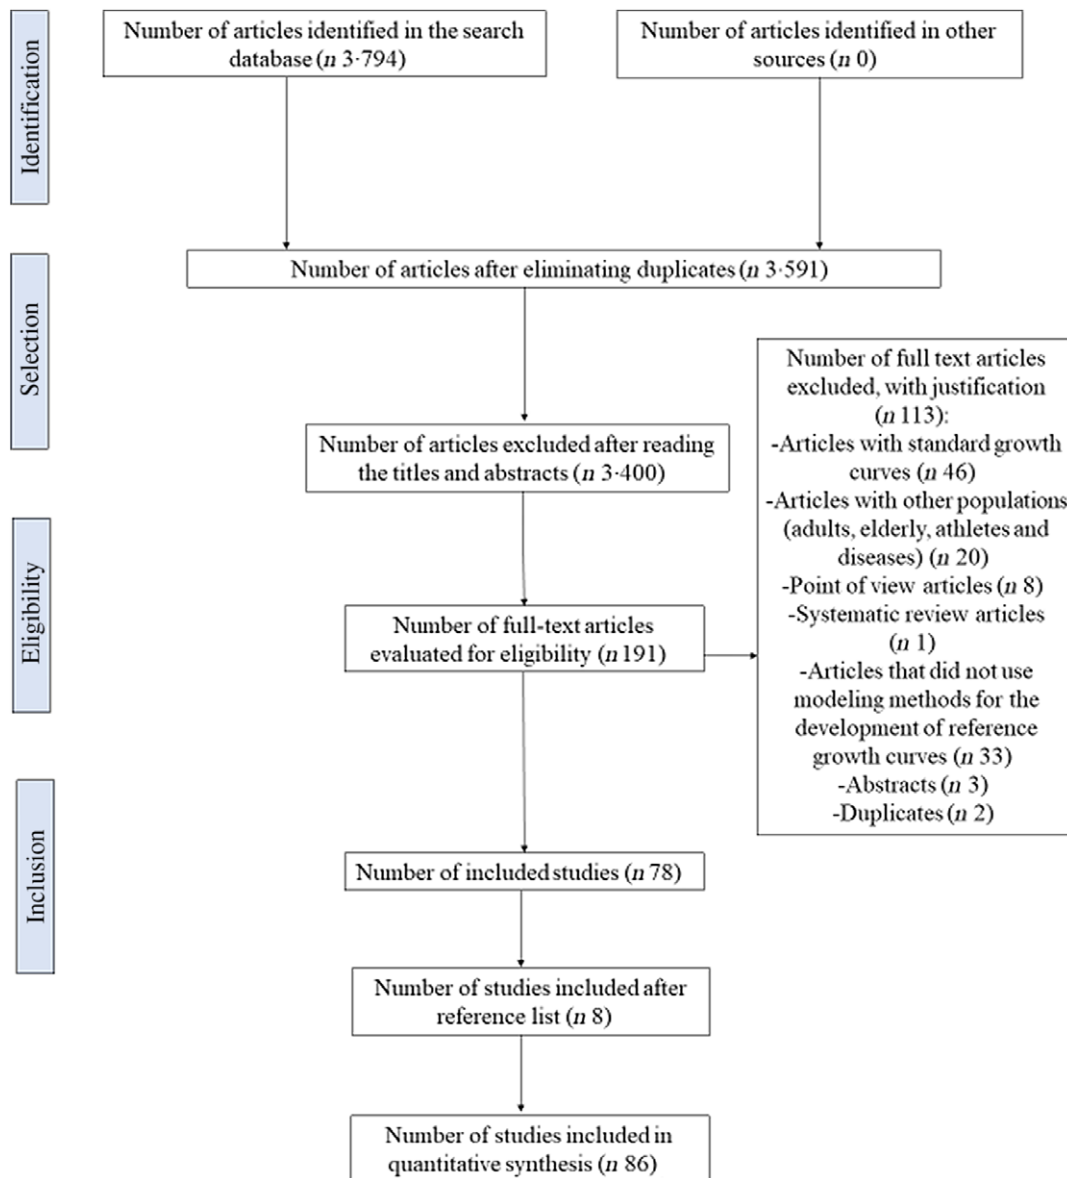 Identification
Number of articles identified in the search
database (n 3·794)
Number of articles identified in other
sources (n 0)
Selection
Number of articles after eliminating duplicates (n 3·591)
Number of articles excluded after reading
the titles and abstracts (n 3·400)
Number of full text articles
excluded, with justification
(n 113):
-Articles with standard growth
curves (n 46)
-Articles with other populations
(adults, elderly, athletes and
diseases) (n 20)
-Point of view articles (n 8)
-Systematic review articles
(n 1)
-Articles that did not use
modeling methods for the
development of reference
growth curves (n 33)
-Abstracts (n 3)
-Duplicates (n 2)
Eligibility
Number of full-text articles
evaluated for eligibility (n 191)
Inclusion
Number of included studies (n 78)
Number of studies included after
reference list (n 8)
Number of studies included in
quantitative synthesis (n 86)